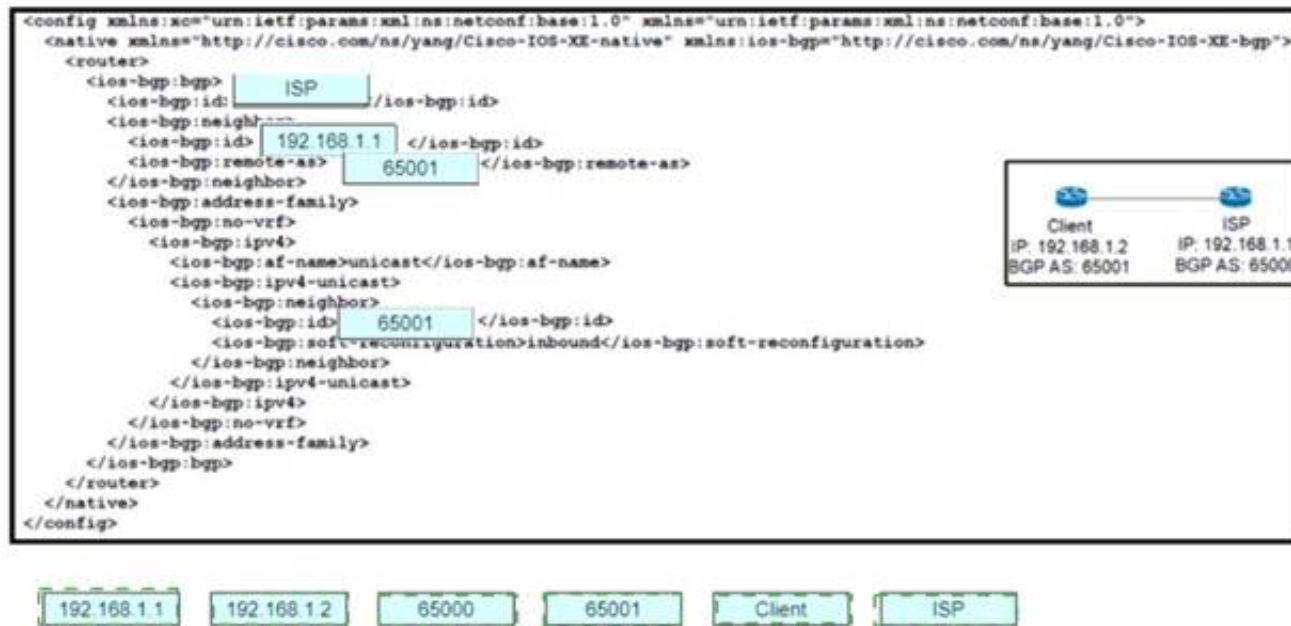 <config xmlns:xc="urn:ietf:params:xml:ns:netconf:base:1.0" xmlns="urn:ietf:params:xml:ns:netconf:base:1.0">
<native xmlns="http://cisco.com/ns/yang/Cisco-IOS-XE-native" xmlns:ios-bgp="http://cisco.com/ns/yang/Cisco-IOS-XE-bgp">
<router>
<ios-bgp:bgp>
<ios-bgp:id> ISP </ios-bgp:id>
<ios-bgp:neighbor>
<ios-bgp:id> 192.168.1.1 </ios-bgp:id>
<ios-bgp:remote-as> 65001 </ios-bgp:remote-as>
</ios-bgp:neighbor>
<ios-bgp:address-family>
<ios-bgp:no-vrf>
<ios-bgp:ipv4>
<ios-bgp:af-name>unicast</ios-bgp:af-name>
<ios-bgp:ipv4-unicast>
<ios-bgp:neighbor>
<ios-bgp:id> 65001 </ios-bgp:id>
<ios-bgp:soft-reconfiguration>inbound</ios-bgp:soft-reconfiguration>
</ios-bgp:neighbor>
</ios-bgp:ipv4-unicast>
</ios-bgp:ipv4>
</ios-bgp:no-vrf>
</ios-bgp:address-family>
</ios-bgp:bgp>
</router>
</native>
</config>
Client ISP
IP: 192.168.1.2 IP: 192.168.1.1
BGP AS: 65001 BGP AS: 65000
192.168.1.1 192.168.1.2 65000 65001 Client ISP